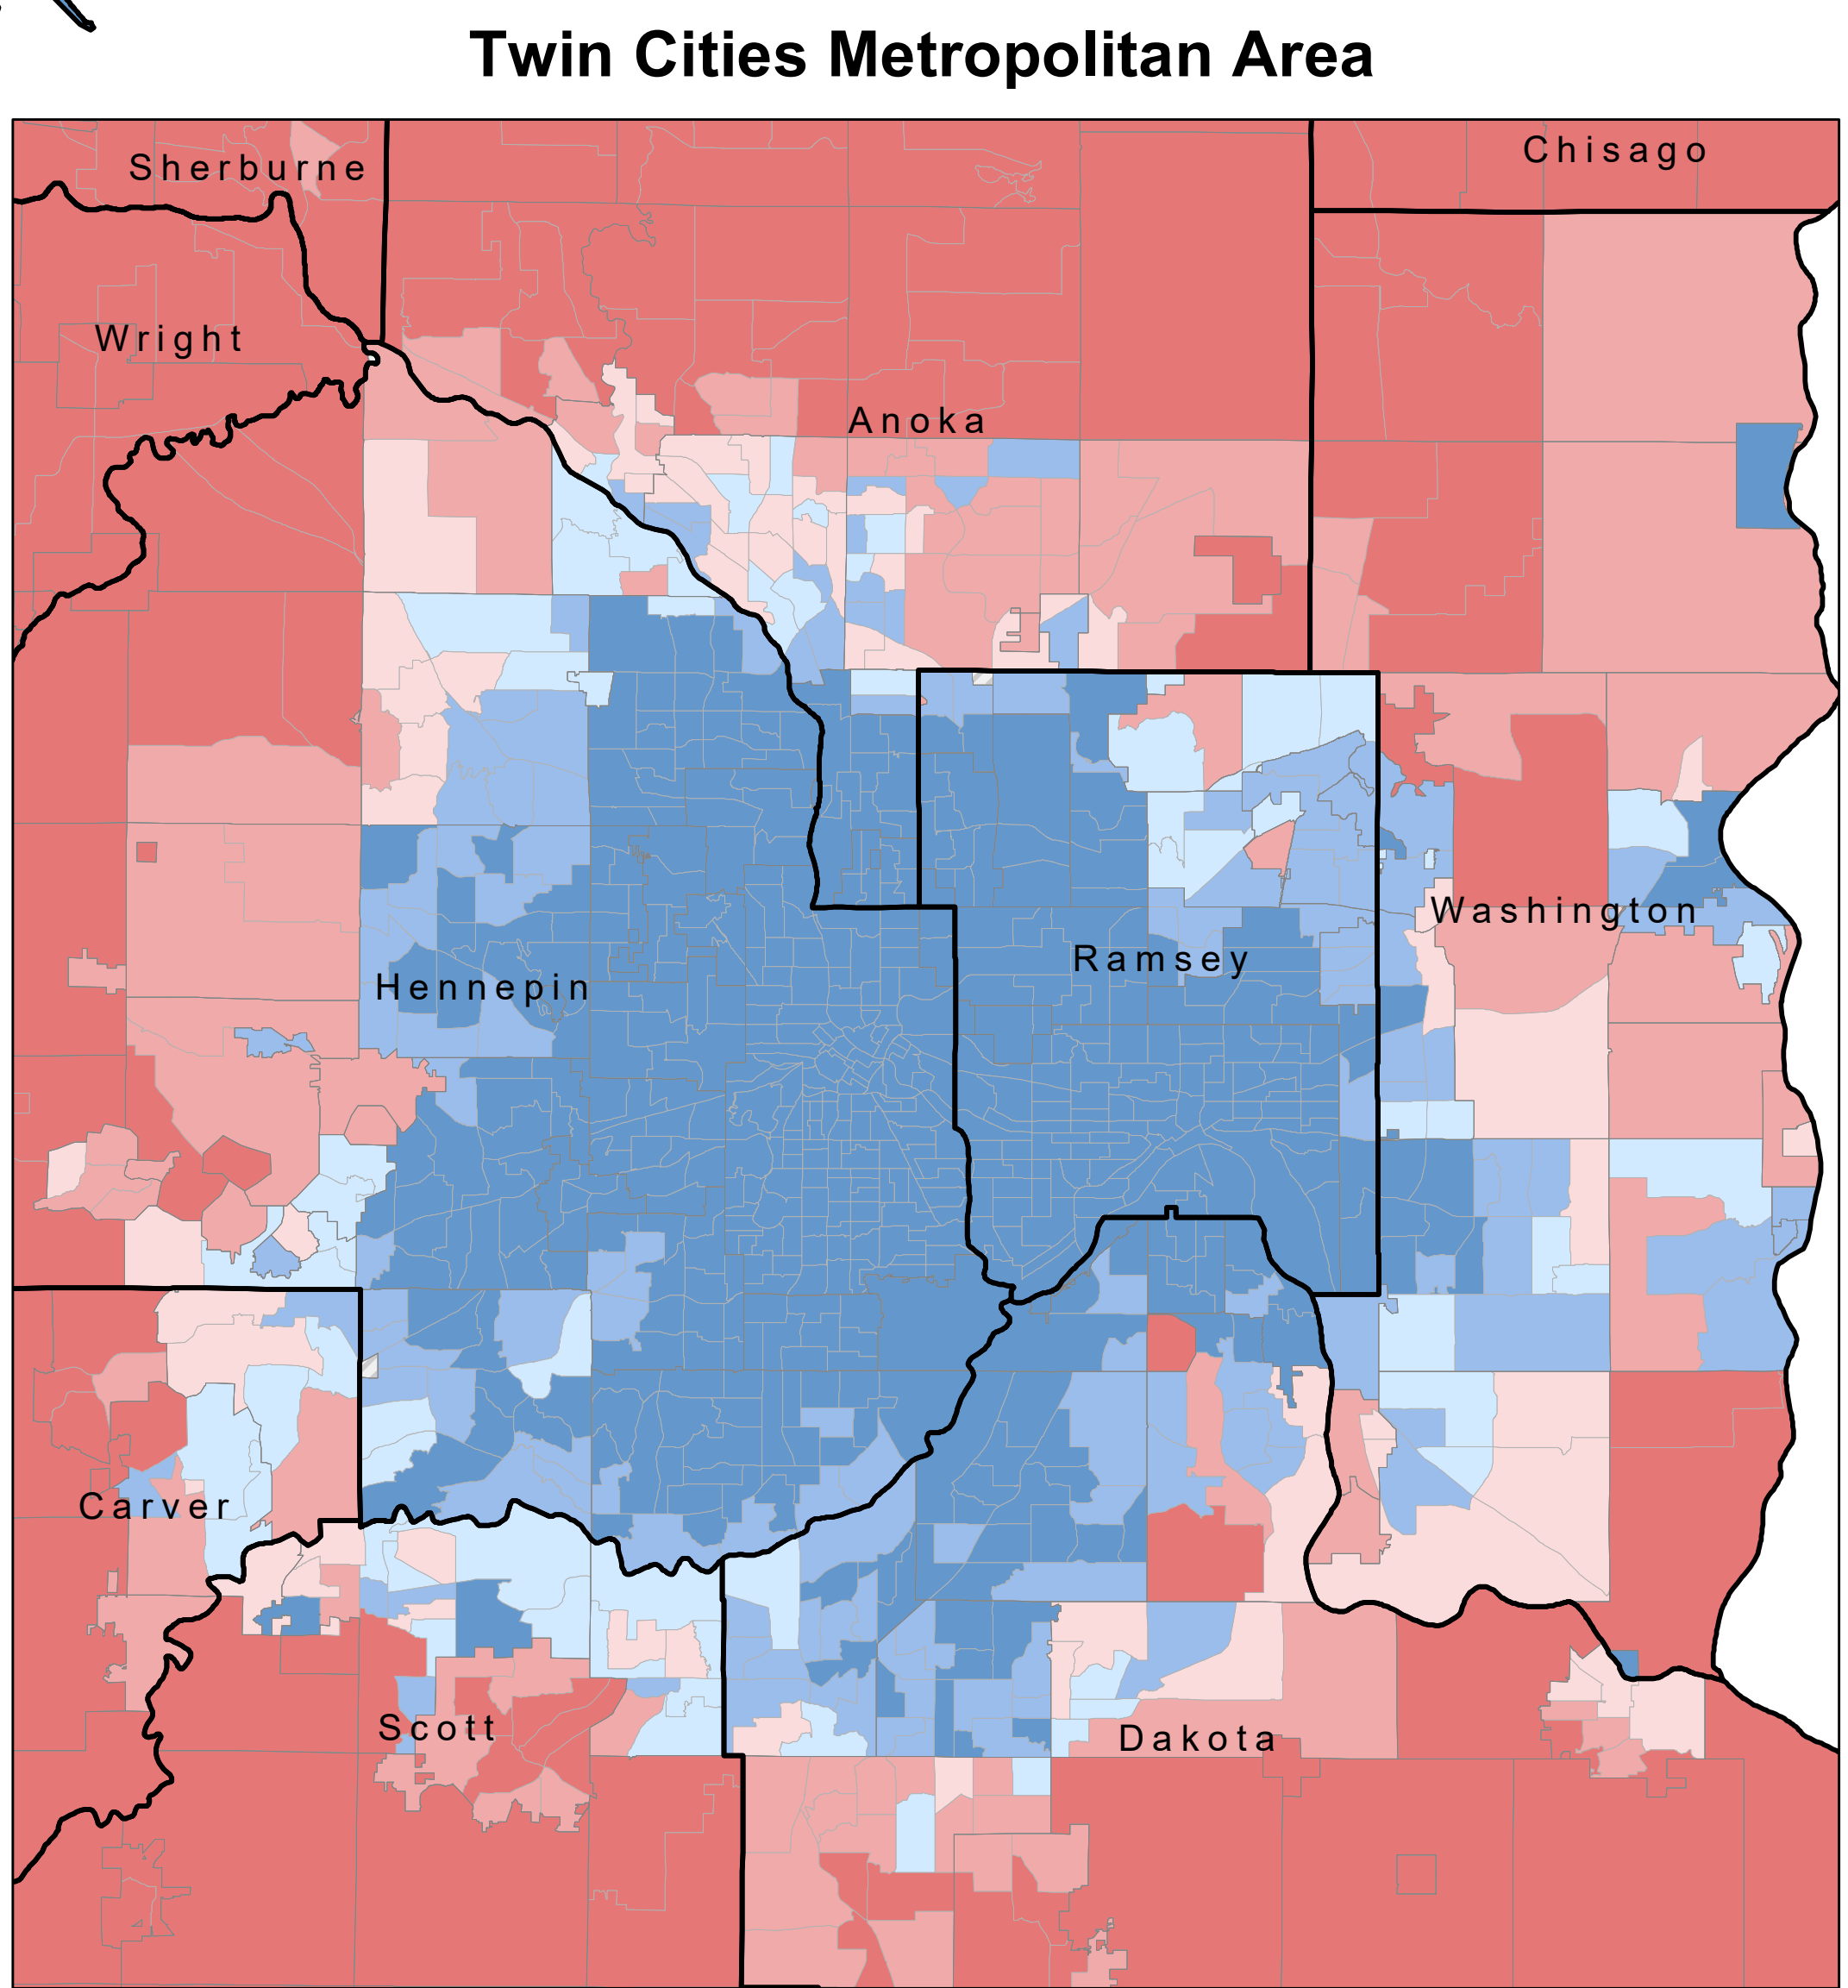 Twin Cities Metropolitan Area
Chisago
Sherburne
Wright
Anoka
Washington
Ramsey
Hennepin
Carver
Scott
Dakota